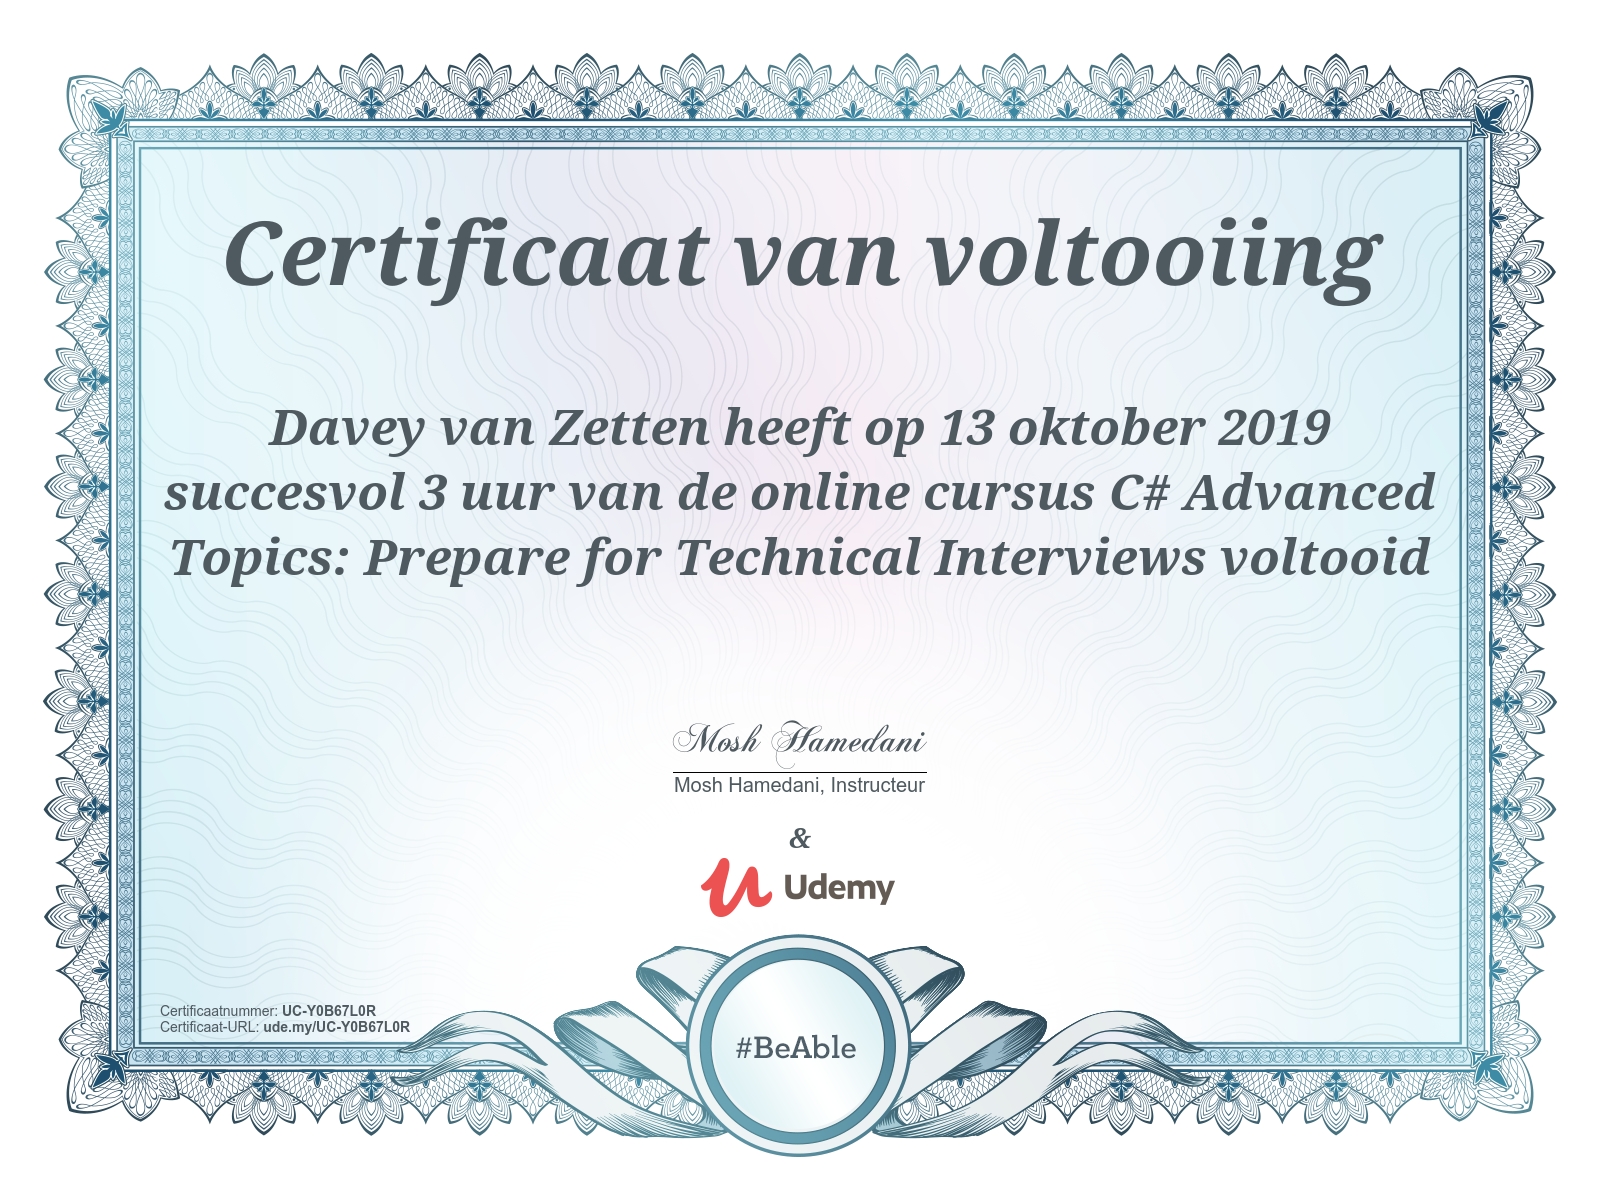 Certificaat van voltooiing
Davey van Zetten heeft op 13 oktober 2019
succesvol 3 uur van de online cursus C# Advanced
Topics: Prepare for Technical Interviews voltooid
Mosh Hamedani
Mosh Hamedani, Instructeur
&
Udemy
Certificaatnummer: UC-Y0B67L0R
Certificaat-URL: ude.my/UC-Y0B67L0R
#BeAble